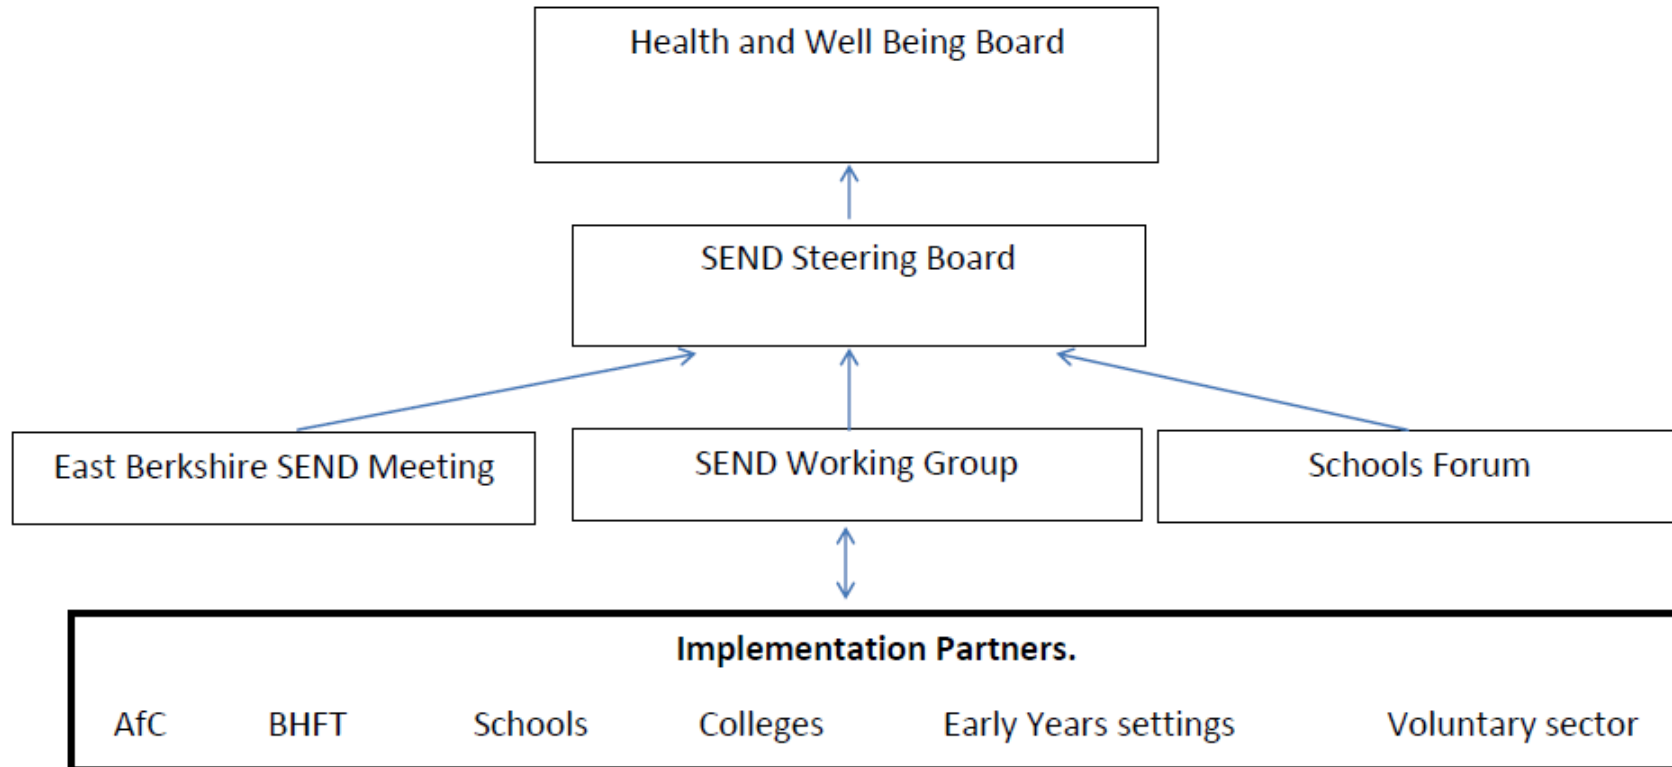 Health and Well Being Board
SEND Steering Board
East Berkshire SEND Meeting
SEND Working Group
Schools Forum
Implementation Partners.
AfC BHFT Schools Colleges Early Years settings Voluntary sector